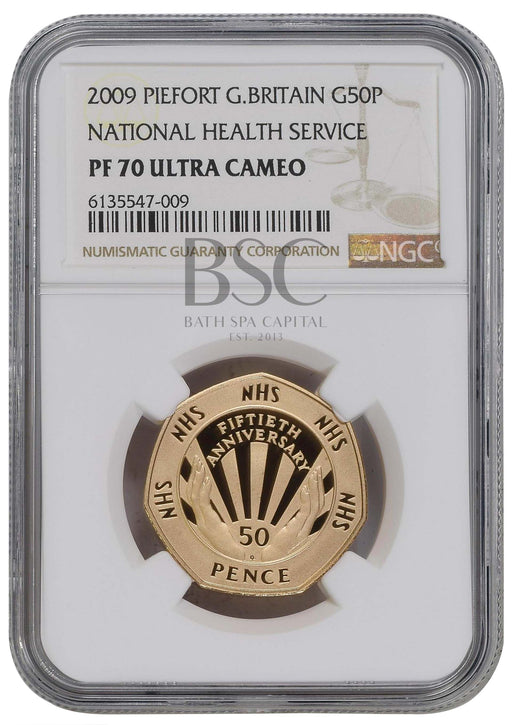 2009 PIEFORT G.BRITAIN G50P
NATIONAL HEALTH SERVICE
PF 70 ULTRA CAMEO
6135547-009
NUMISMATIC GUARANTY CORPORATION
NGC
BSC
BATH SPA CAPITAL
EST. 2013
NHS NHS NHS NHS NHS
FIFTIETH
ANNIVERSARY
50
PENCE